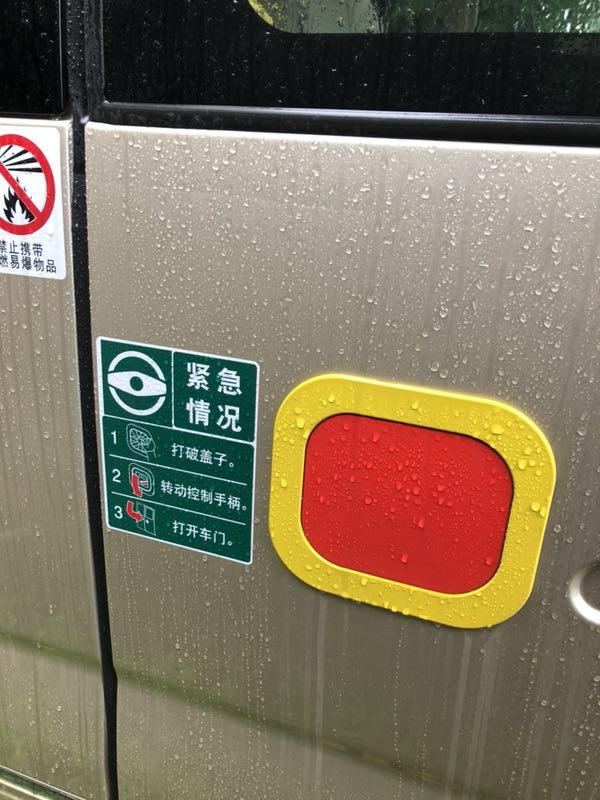 禁止携带
燃易爆物品
紧急
情况
1 打破盖子。
2 转动控制手柄。
3 打开车门。